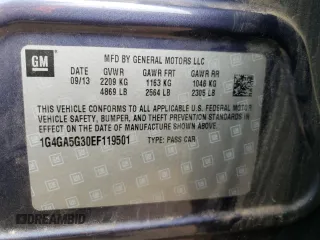 GM
MFD BY GENERAL MOTORS LLC
DATE GVWR GAWR FRT GAWR RR
09/13 2209 KG 1163 KG 1046 KG
4869 LB 2564 LB 2305 LB
THIS VEHICLE CONFORMS TO ALL APPLICABLE U.S. FEDERAL MOTOR
VEHICLE SAFETY, BUMPER, AND THEFT PREVENTION STANDARDS
IN EFFECT ON THE DATE OF MANUFACTURE SHOWN ABOVE.
1G4GA5G30EF119501 TYPE: PASS CAR